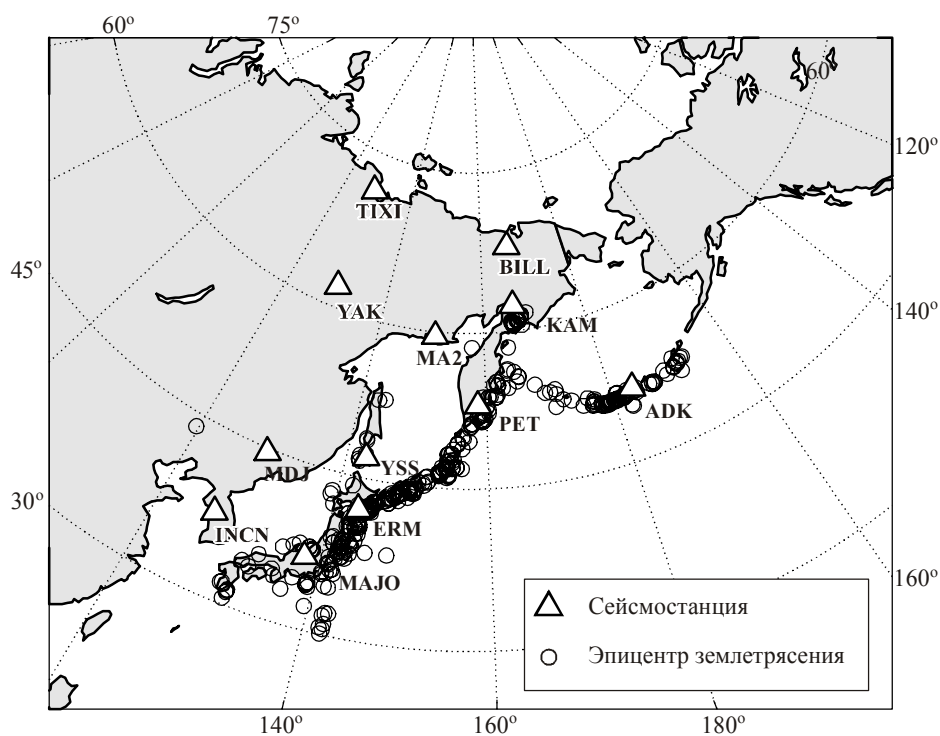 60º
75º
60
120º
TIXI
BILL
45º
YAK
KAM
140º
MA2
ADK
PET
MDJ
YSS
30º
INCN
ERM
MAJO
160º
Сейсмостанция
Эпицентр землетрясения
140º
160º
180º